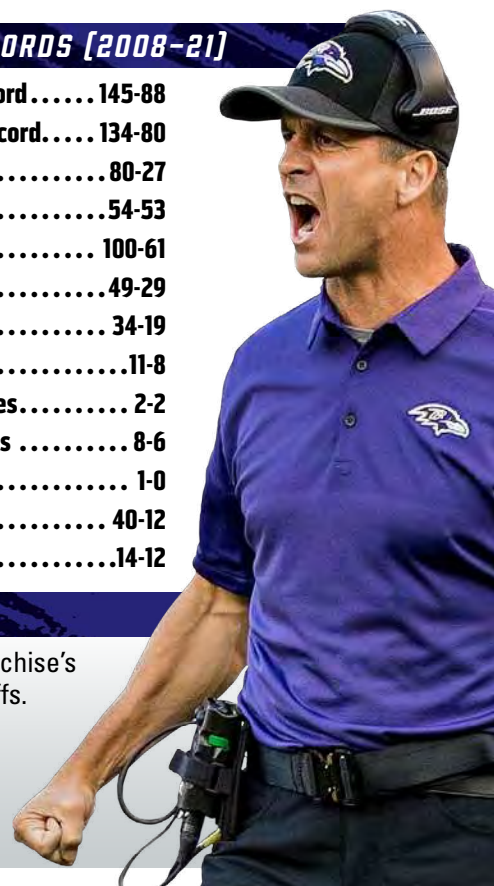 ORDS (2008-21]
ord......145-88
cord.....134-80
...........80-27
...........54-53
.......... 100-61
...........49-29
........... 34-19
............11-8
es.......... 2-2
s .......... 8-6
............ 1-0
........... 40-12
............14-12
chise's
ffs.
BOSE